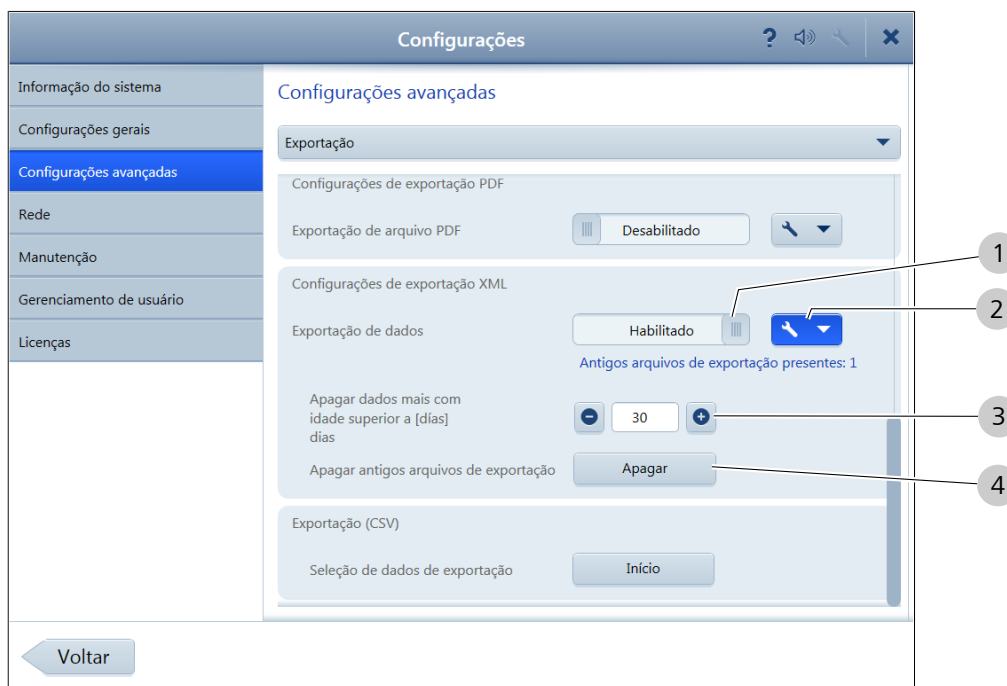 Configurações
?
Informação do sistema
Configurações gerais
Configurações avançadas
Rede
Manutenção
Gerenciamento de usuário
Licenças
Configurações avançadas
Exportação
Configurações de exportação PDF
Exportação de arquivo PDF
Desabilitado
Configurações de exportação XML
Exportação de dados
Habilitado
Antigos arquivos de exportação presentes: 1
Apagar dados mais com
idade superior a [días]
dias
30
Apagar antigos arquivos de exportação
Apagar
Exportação (CSV)
Seleção de dados de exportação
Início
Voltar
1
2
3
4